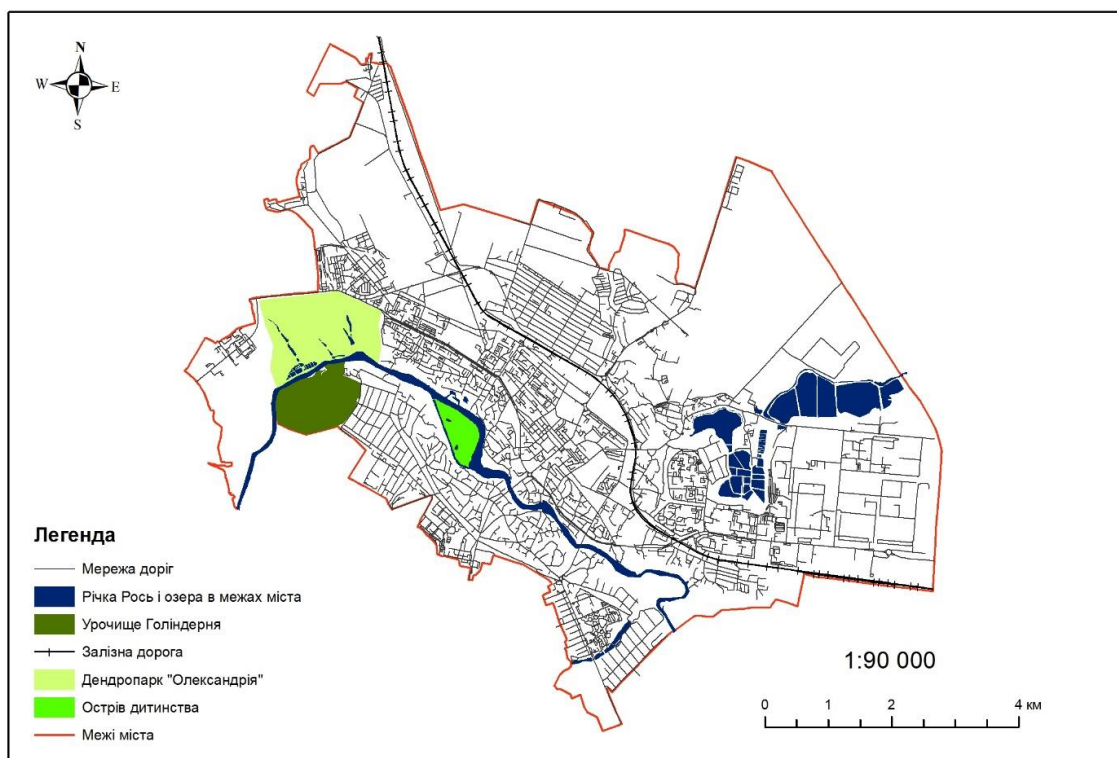 N
W E
S
Легенда
Мережа доріг
Річка Рось і озера в межах міста
Урочище Голіндерня
Залізна дорога
Дендропарк "Олександрія"
Острів дитинства
Межі міста
1:90 000
0 1 2 4 км